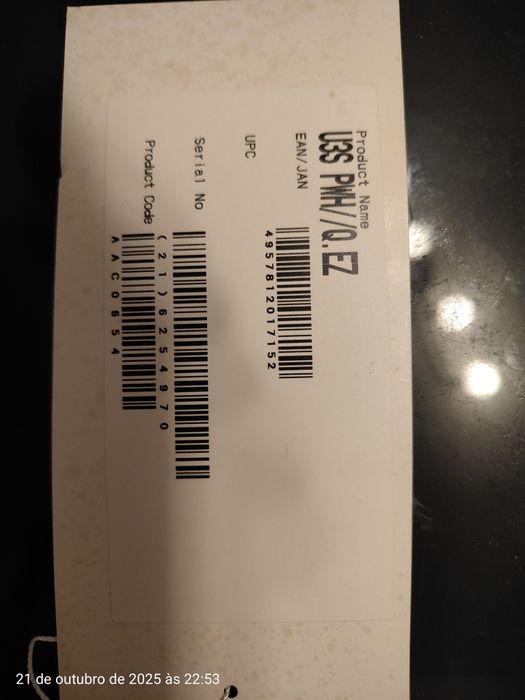 Product Name
U3S PWH//Q.EZ
EAN/JAN
4957812017152
UPC
Serial No
(21)6254970
Product Code
AAC0654
21 de outubro de 2025 às 22:53